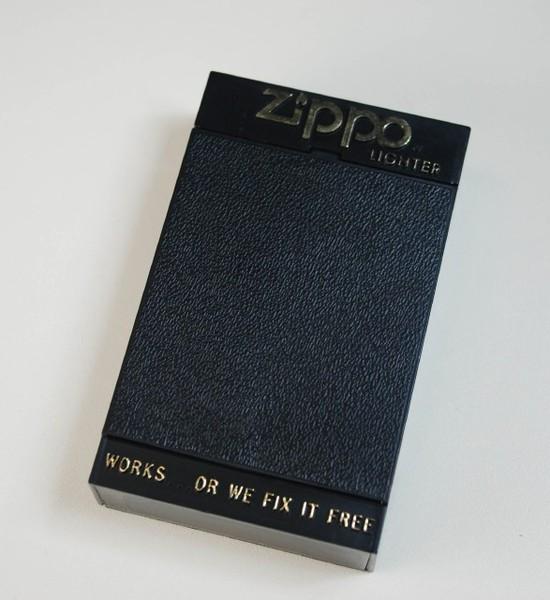 Zippo
LIGHTER
WORKS .... OR WE FIX IT FREE